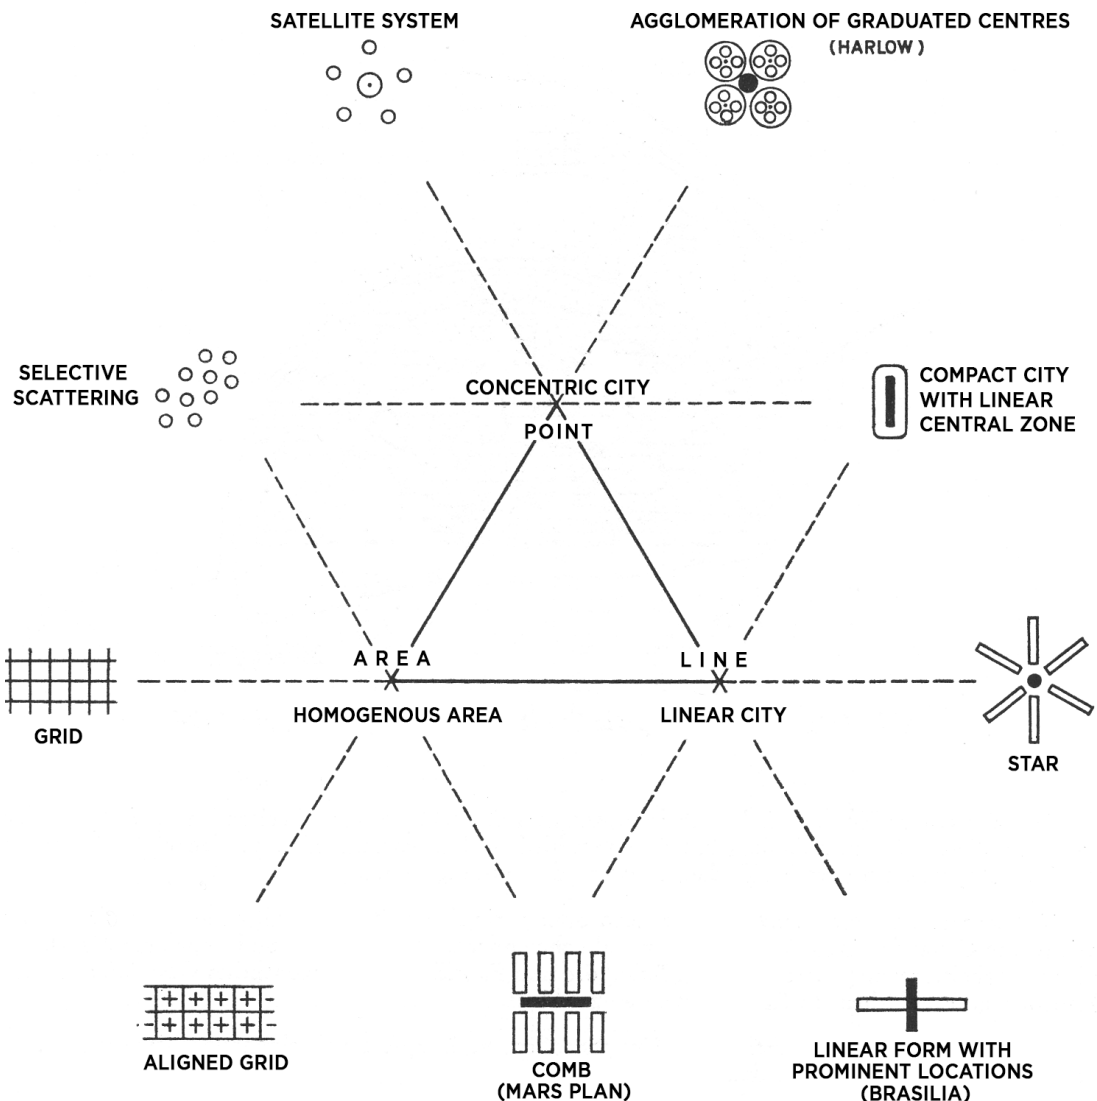 SATELLITE SYSTEM
AGGLOMERATION OF GRADUATED CENTRES
(HARLOW)
SELECTIVE
SCATTERING
CONCENTRIC CITY
POINT
COMPACT CITY
WITH LINEAR
CENTRAL ZONE
AREA
LINE
HOMOGENOUS AREA
LINEAR CITY
GRID
STAR
ALIGNED GRID
COMB
(MARS PLAN)
LINEAR FORM WITH
PROMINENT LOCATIONS
(BRASILIA)